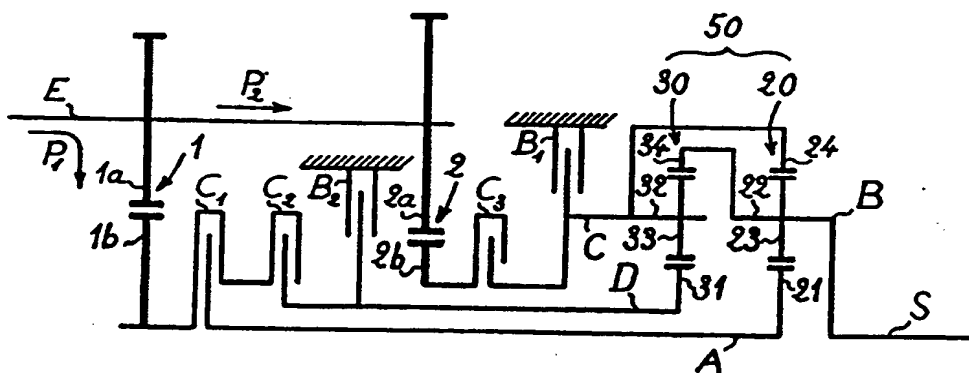 50
30 20
E P₂
P₁ 1a 1 B₁ 34 24
C₁ C₂ B₂ 2a 2 C₃ 32 22 B
1b 2b C 33 23
D 31 21
A S